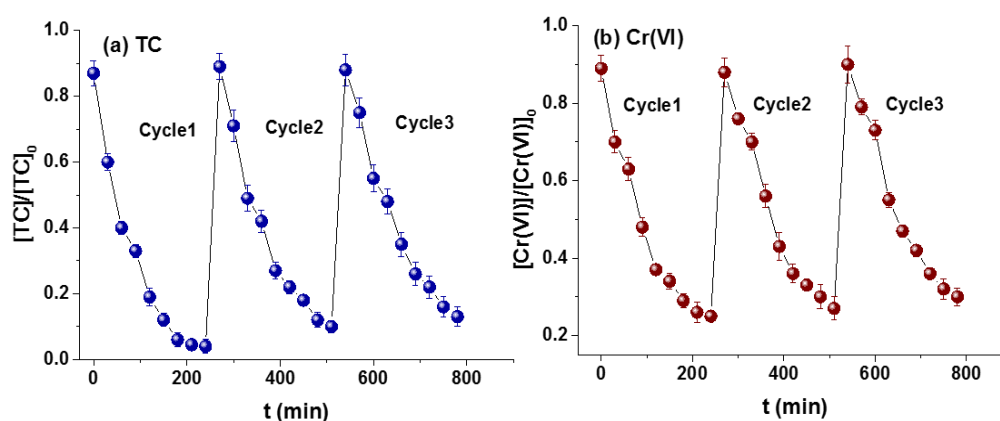 (a) TC
Cycle1
Cycle2
Cycle3
[TC]/[TC]0
1.0
0.8
0.6
0.4
0.2
0.0
0
200
400
600
800
t (min)
(b) Cr(VI)
Cycle1
Cycle2
Cycle3
[Cr(VI)]/[Cr(VI)]0
1.0
0.8
0.6
0.4
0.2
0
200
400
600
800
t (min)